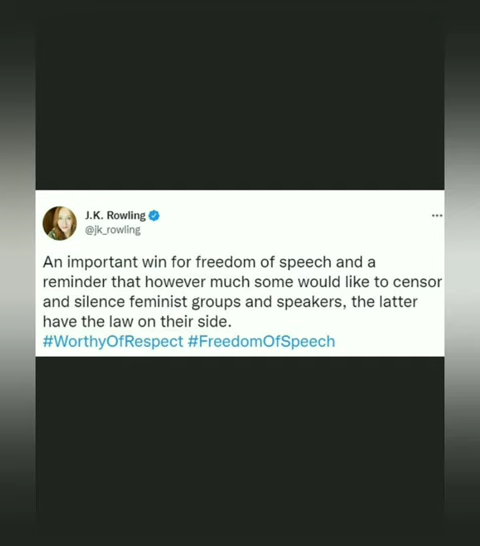 J.K. Rowling
@jk_rowling
An important win for freedom of speech and a
reminder that however much some would like to censor
and silence feminist groups and speakers, the latter
have the law on their side.
#WorthyOfRespect #FreedomOfSpeech